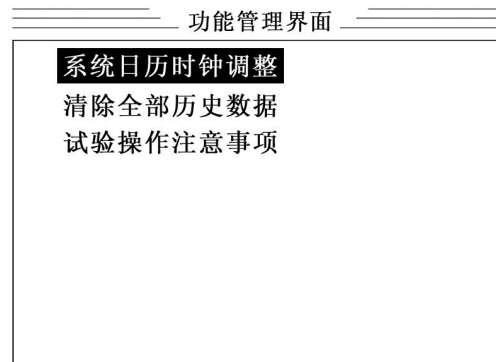 功能管理界面
系统日历时钟调整
清除全部历史数据
试验操作注意事项